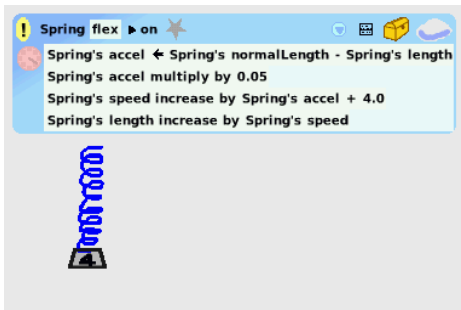 ! Spring flex on
Spring's accel ← Spring's normalLength - Spring's length
Spring's accel multiply by 0.05
Spring's speed increase by Spring's accel + 4.0
Spring's length increase by Spring's speed
4